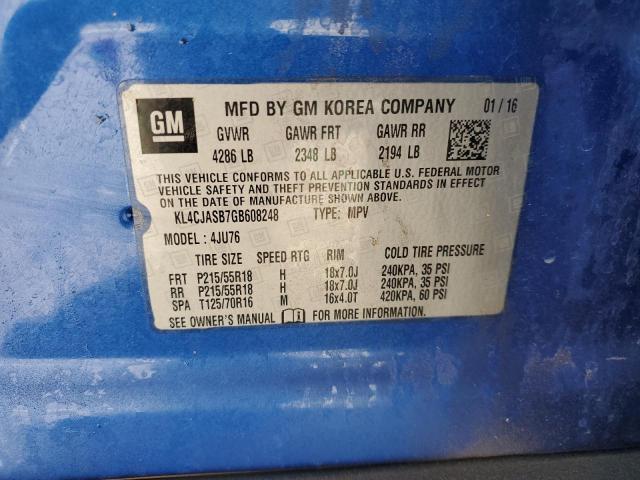 GM
MFD BY GM KOREA COMPANY 01 / 16
GVWR GAWR FRT GAWR RR
4286 LB 2348 LB 2194 LB
THIS VEHICLE CONFORMS TO ALL APPLICABLE U.S. FEDERAL MOTOR
VEHICLE SAFETY AND THEFT PREVENTION STANDARDS IN EFFECT
ON THE DATE OF MANUFACTURE SHOWN ABOVE.
KL4CJASB7GB608248 TYPE: MPV
MODEL : 4JU76
TIRE SIZE SPEED RTG RIM COLD TIRE PRESSURE
FRT P215/55R18 H 18x7.0J 240KPA, 35 PSI
RR P215/55R18 H 18x7.0J 240KPA, 35 PSI
SPA T125/70R16 M 16x4.0T 420KPA, 60 PSI
SEE OWNER'S MANUAL FOR MORE INFORMATION.